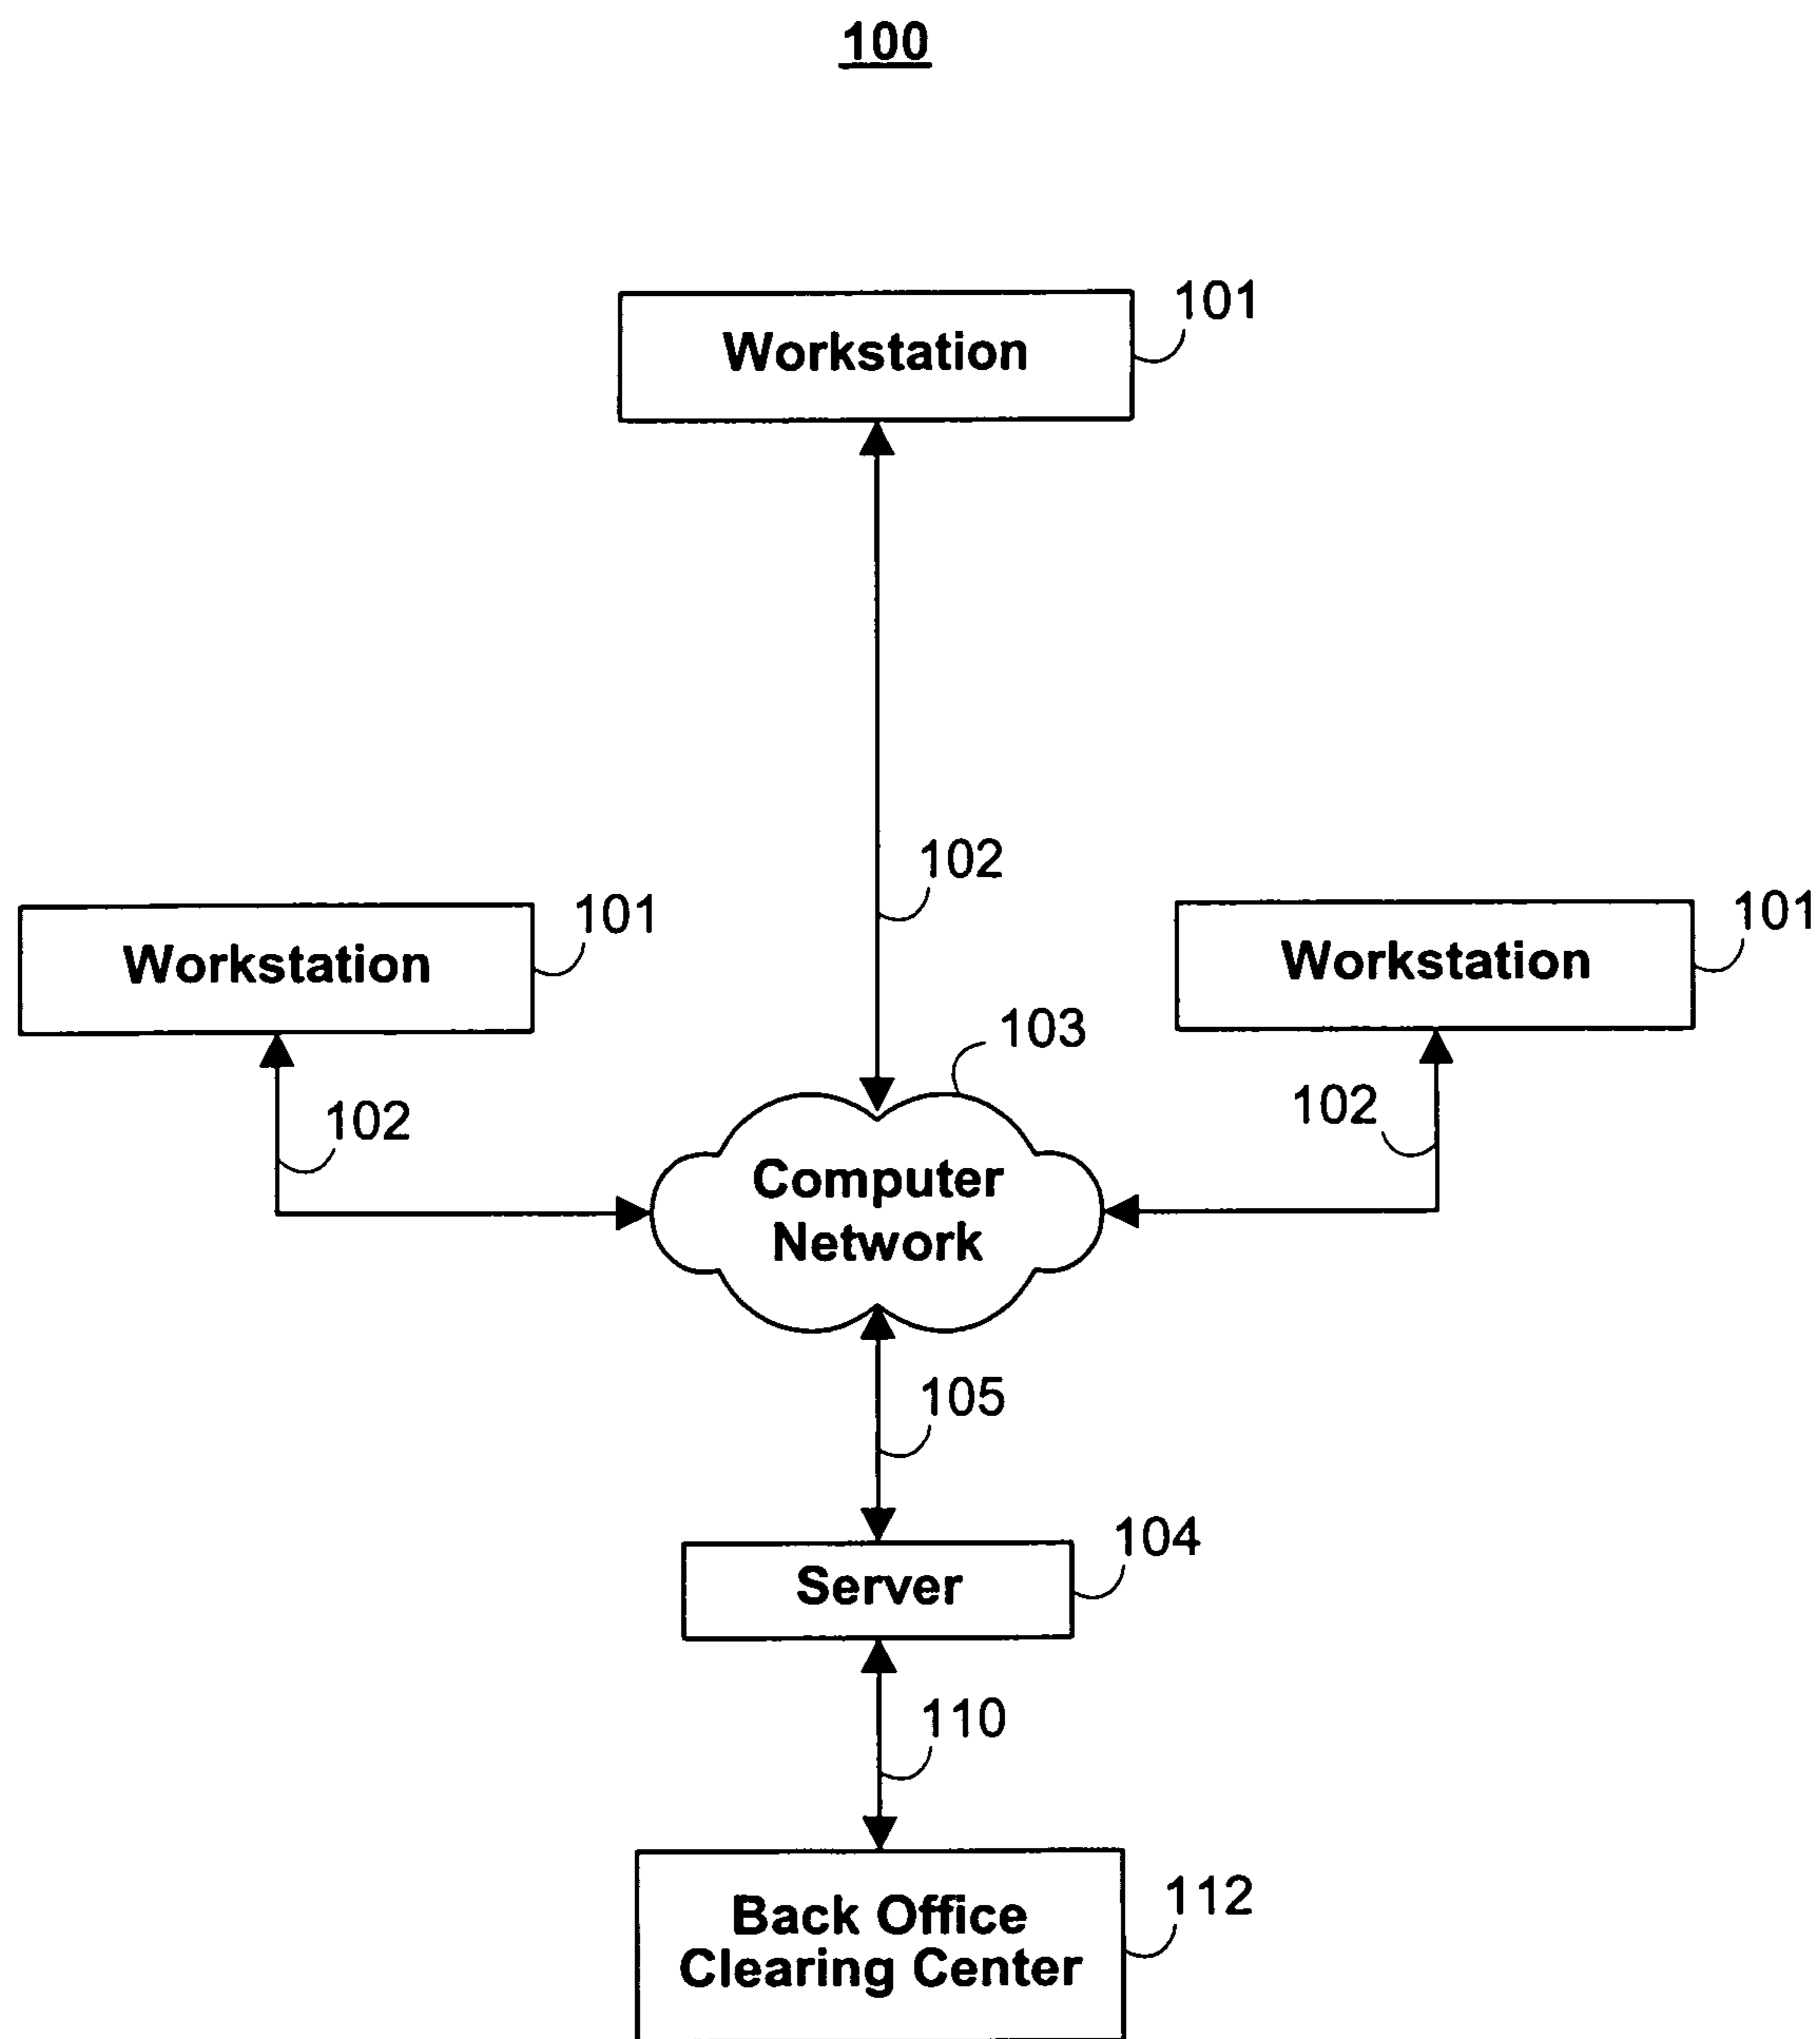 100
Workstation
101
102
Workstation
101
Workstation
101
103
102
102
Computer
Network
105
104
Server
110
112
Back Office
Clearing Center